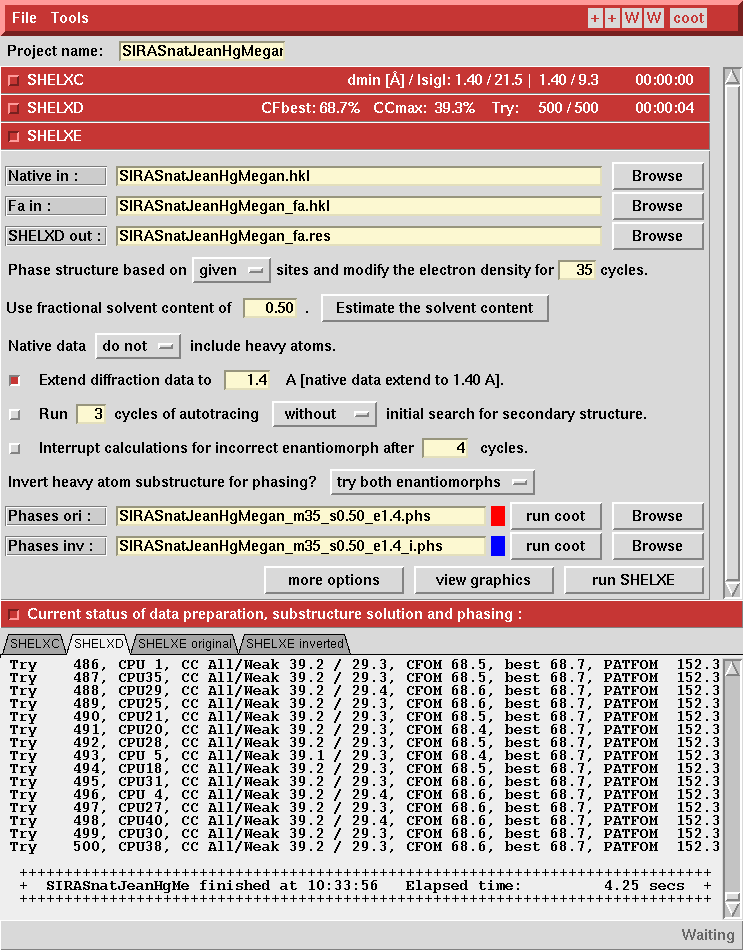 File Tools + + W W coot
Project name: SIRASnatJeanHgMegan
SHELXC dmin [Å] / Isigl: 1.40 / 21.5 | 1.40 / 9.3 00:00:00
SHELXD CFbest: 68.7% CCmax: 39.3% Try: 500 / 500 00:00:04
SHELXE
Native in : SIRASnatJeanHgMegan.hkl Browse
Fa in : SIRASnatJeanHgMegan_fa.hkl Browse
SHELXD out : SIRASnatJeanHgMegan_fa.res Browse
Phase structure based on given sites and modify the electron density for 35 cycles.
Use fractional solvent content of 0.50 . Estimate the solvent content
Native data do not include heavy atoms.
Extend diffraction data to 1.4 A [native data extend to 1.40 A].
Run 3 cycles of autotracing without initial search for secondary structure.
Interrupt calculations for incorrect enantiomorph after 4 cycles.
Invert heavy atom substructure for phasing? try both enantiomorphs
Phases ori : SIRASnatJeanHgMegan_m35_s0.50_e1.4.phs run coot Browse
Phases inv : SIRASnatJeanHgMegan_m35_s0.50_e1.4_i.phs run coot Browse
more options view graphics run SHELXE
Current status of data preparation, substructure solution and phasing :
SHELXC SHELXD SHELXE original SHELXE inverted
Try 486, CPU 1, CC All/Weak 39.2 / 29.3, CFOM 68.5, best 68.7, PATFOM 152.3
Try 487, CPU35, CC All/Weak 39.2 / 29.3, CFOM 68.5, best 68.7, PATFOM 152.3
Try 488, CPU29, CC All/Weak 39.2 / 29.4, CFOM 68.6, best 68.7, PATFOM 152.3
Try 489, CPU25, CC All/Weak 39.2 / 29.3, CFOM 68.6, best 68.7, PATFOM 152.3
Try 490, CPU21, CC All/Weak 39.2 / 29.3, CFOM 68.5, best 68.7, PATFOM 152.3
Try 491, CPU20, CC All/Weak 39.2 / 29.3, CFOM 68.4, best 68.7, PATFOM 152.3
Try 492, CPU28, CC All/Weak 39.2 / 29.3, CFOM 68.5, best 68.7, PATFOM 152.3
Try 493, CPU 5, CC All/Weak 39.1 / 29.3, CFOM 68.4, best 68.7, PATFOM 152.3
Try 494, CPU18, CC All/Weak 39.2 / 29.3, CFOM 68.5, best 68.7, PATFOM 152.3
Try 495, CPU31, CC All/Weak 39.2 / 29.3, CFOM 68.6, best 68.7, PATFOM 152.3
Try 496, CPU 4, CC All/Weak 39.2 / 29.4, CFOM 68.6, best 68.7, PATFOM 152.3
Try 497, CPU27, CC All/Weak 39.2 / 29.3, CFOM 68.6, best 68.7, PATFOM 152.3
Try 498, CPU40, CC All/Weak 39.2 / 29.4, CFOM 68.6, best 68.7, PATFOM 152.3
Try 499, CPU30, CC All/Weak 39.2 / 29.3, CFOM 68.6, best 68.7, PATFOM 152.3
Try 500, CPU38, CC All/Weak 39.2 / 29.3, CFOM 68.6, best 68.7, PATFOM 152.3
++++++++++++++++++++++++++++++++++++++++++++++++++++++++++++++++++++++++++++
+ SIRASnatJeanHgMe finished at 10:33:56 Elapsed time: 4.25 secs +
++++++++++++++++++++++++++++++++++++++++++++++++++++++++++++++++++++++++++++
Waiting